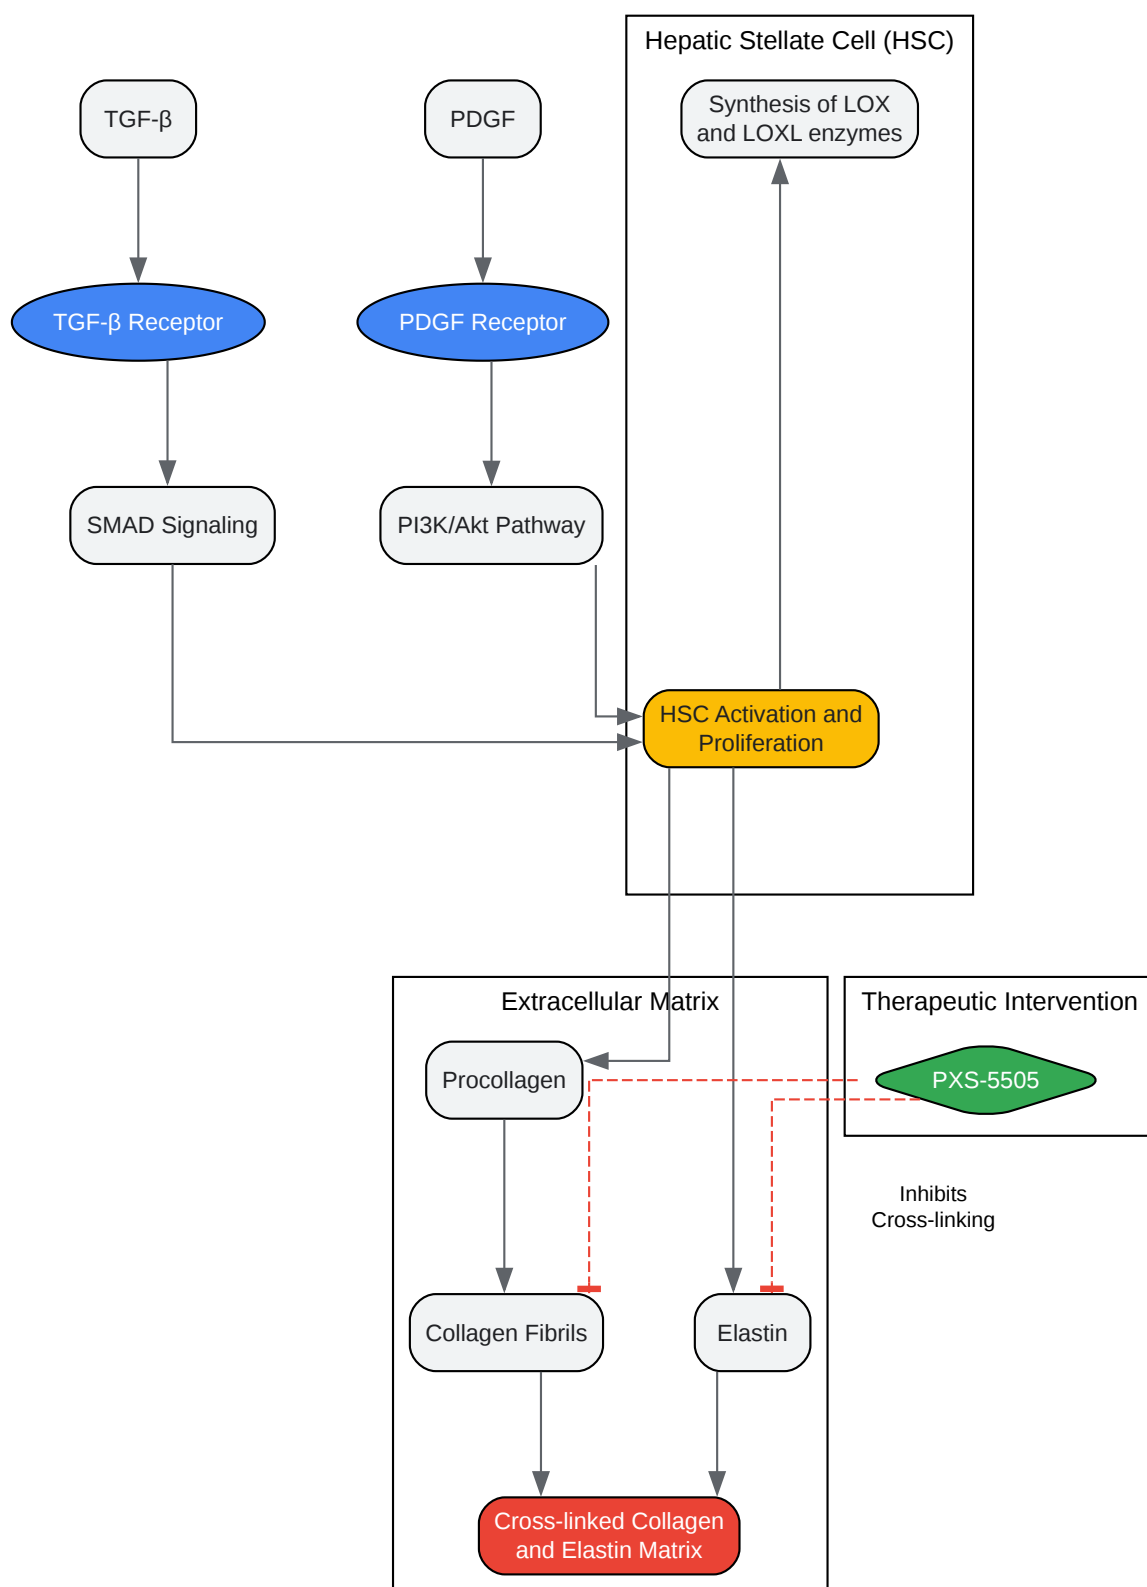 Hepatic Stellate Cell (HSC)
TGF-β
PDGF
Synthesis of LOX
and LOXL enzymes
TGF-β Receptor
PDGF Receptor
SMAD Signaling
PI3K/Akt Pathway
HSC Activation and
Proliferation
Extracellular Matrix
Therapeutic Intervention
Procollagen
PXS-5505
Inhibits
Cross-linking
Collagen Fibrils
Elastin
Cross-linked Collagen
and Elastin Matrix